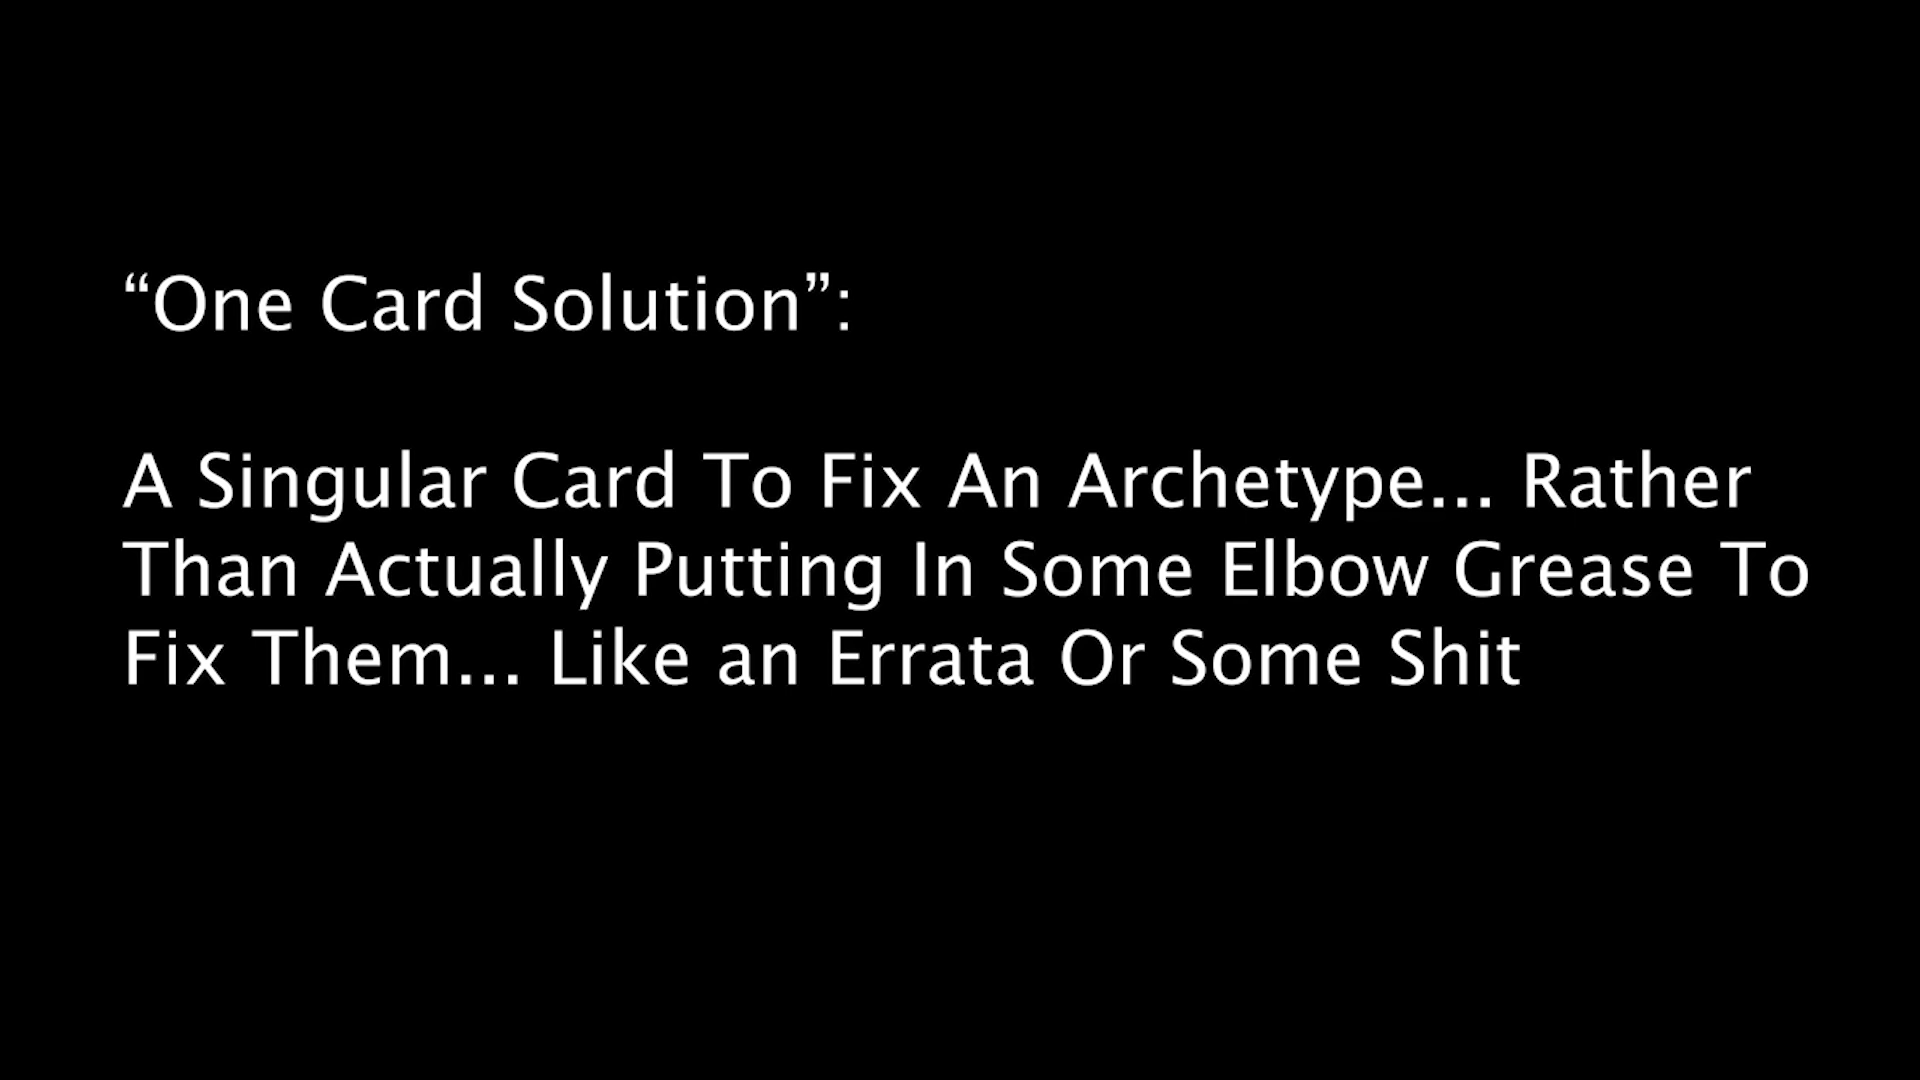 “One Card Solution”:
A Singular Card To Fix An Archetype... Rather
Than Actually Putting In Some Elbow Grease To
Fix Them... Like an Errata Or Some Shit